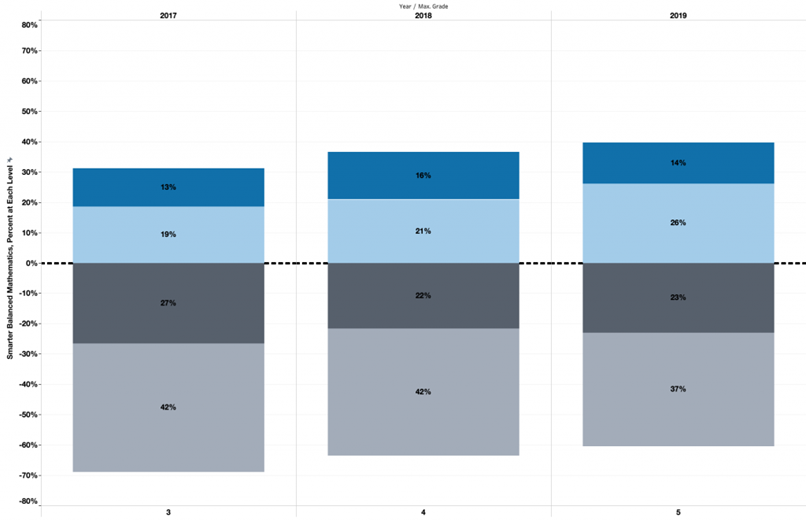 Year / Max. Grade
2017 2018 2019
80%
70%
60%
50%
40%
30%
20%
10%
0%
-10%
-20%
-30%
-40%
-50%
-60%
-70%
-80%
Smarter Balanced Mathematics, Percent at Each Level
13% 16% 14%
19% 21% 26%
27% 22% 23%
42% 42% 37%
3 4 5